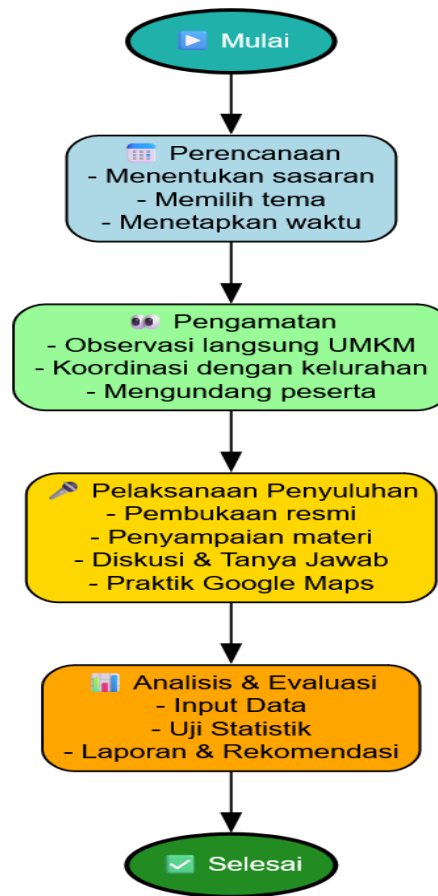 Mulai
Perencanaan
- Menentukan sasaran
- Memilih tema
- Menetapkan waktu
Pengamatan
- Observasi langsung UMKM
- Koordinasi dengan kelurahan
- Mengundang peserta
Pelaksanaan Penyuluhan
- Pembukaan resmi
- Penyampaian materi
- Diskusi & Tanya Jawab
- Praktik Google Maps
Analisis & Evaluasi
- Input Data
- Uji Statistik
- Laporan & Rekomendasi
Selesai